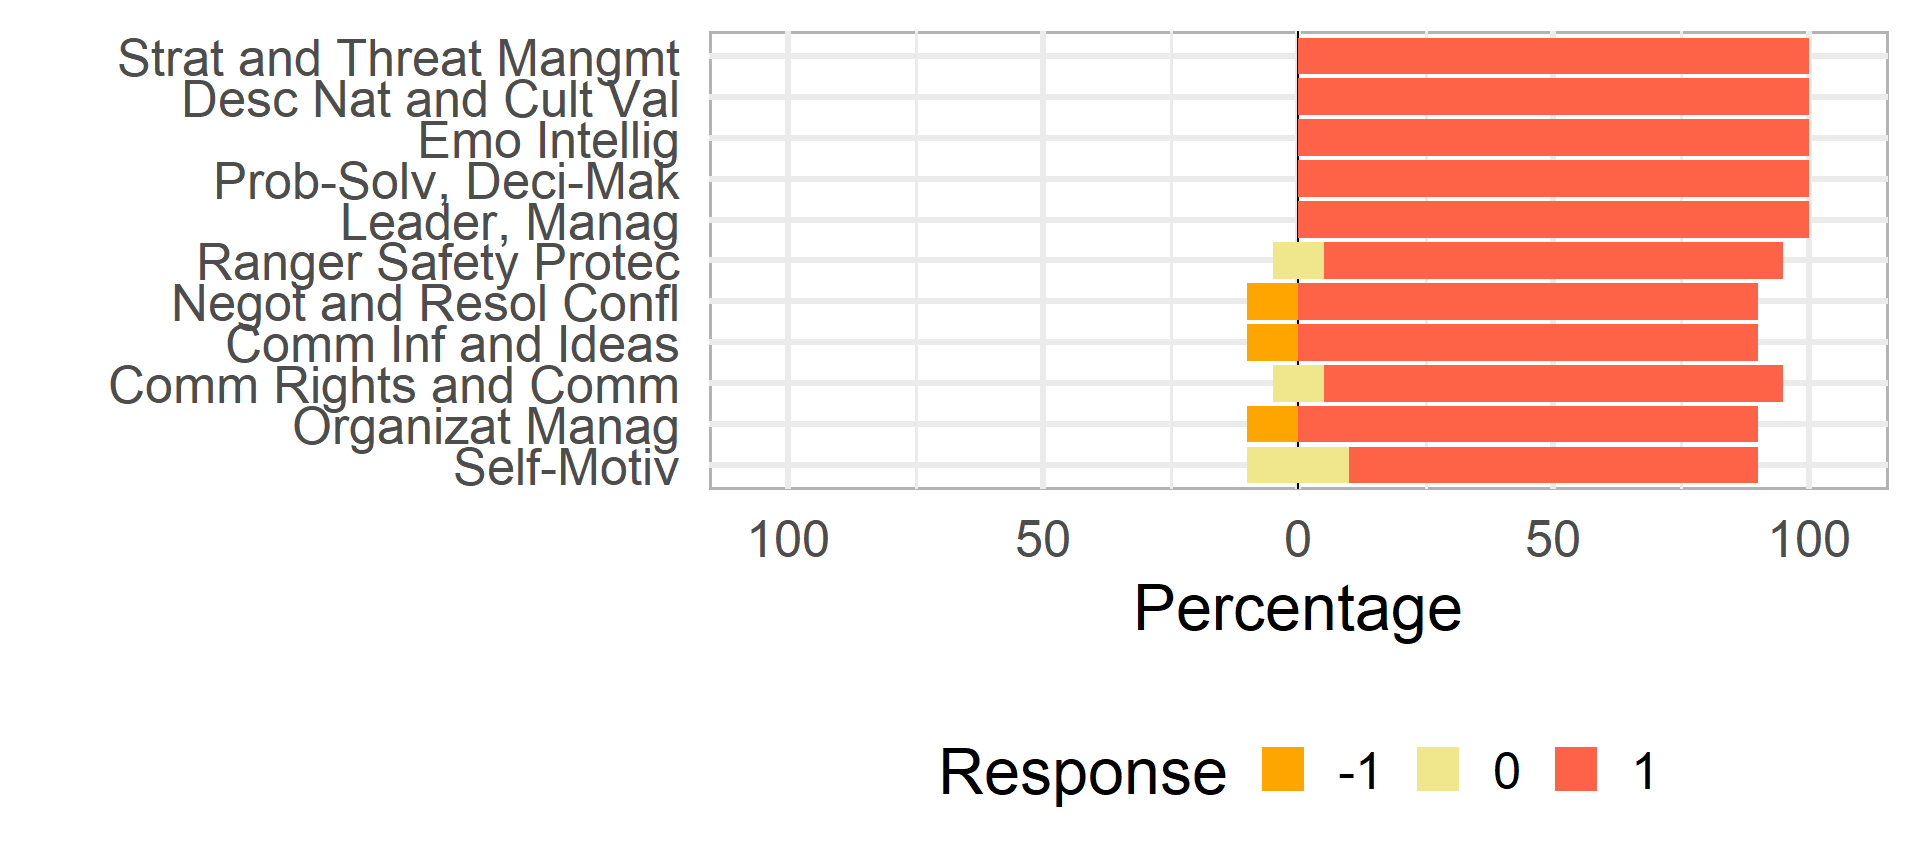 Strat and Threat Mangmt
Desc Nat and Cult Val
Emo Intellig
Prob-Solv, Deci-Mak
Leader, Manag
Ranger Safety Protec
Negot and Resol Confl
Comm Inf and Ideas
Comm Rights and Comm
Organizat Manag
Self-Motiv
100 50 0 50 100
Percentage
Response -1 0 1